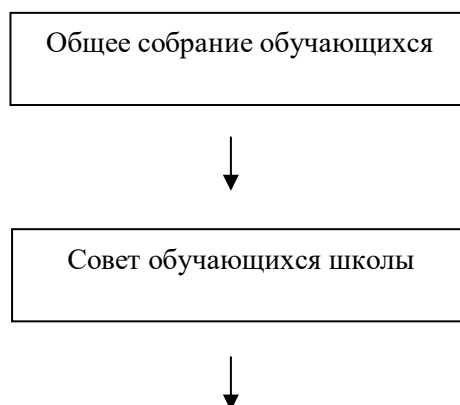 Общее собрание обучающихся
Совет обучающихся школы